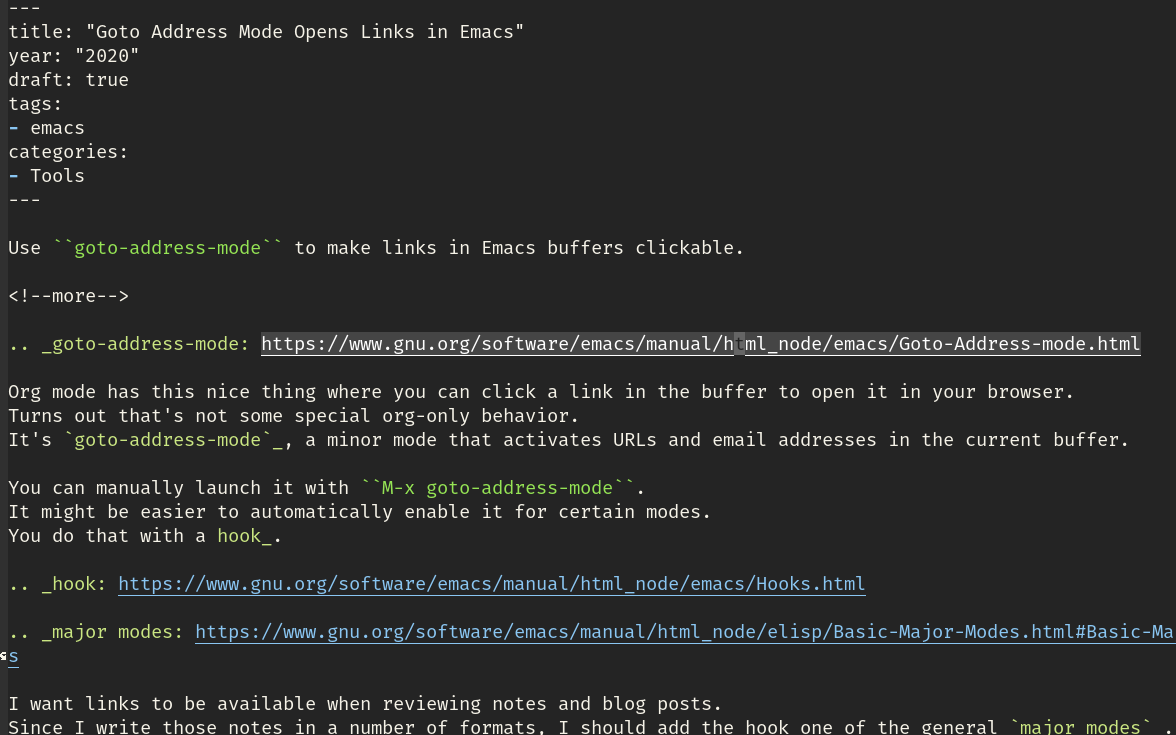 ---
title: "Goto Address Mode Opens Links in Emacs"
year: "2020"
draft: true
tags:
- emacs
categories:
- Tools
---
Use ``goto-address-mode`` to make links in Emacs buffers clickable.
<!--more-->
.. _goto-address-mode: https://www.gnu.org/software/emacs/manual/html_node/emacs/Goto-Address-mode.html
Org mode has this nice thing where you can click a link in the buffer to open it in your browser.
Turns out that's not some special org-only behavior.
It's `goto-address-mode`_, a minor mode that activates URLs and email addresses in the current buffer.
You can manually launch it with ``M-x goto-address-mode``.
It might be easier to automatically enable it for certain modes.
You do that with a hook_.
.. _hook: https://www.gnu.org/software/emacs/manual/html_node/emacs/Hooks.html
.. _major modes: https://www.gnu.org/software/emacs/manual/html_node/elisp/Basic-Major-Modes.html#Basic-Ma
s
I want links to be available when reviewing notes and blog posts.
Since I write those notes in a number of formats, I should add the hook one of the general `major modes`_.